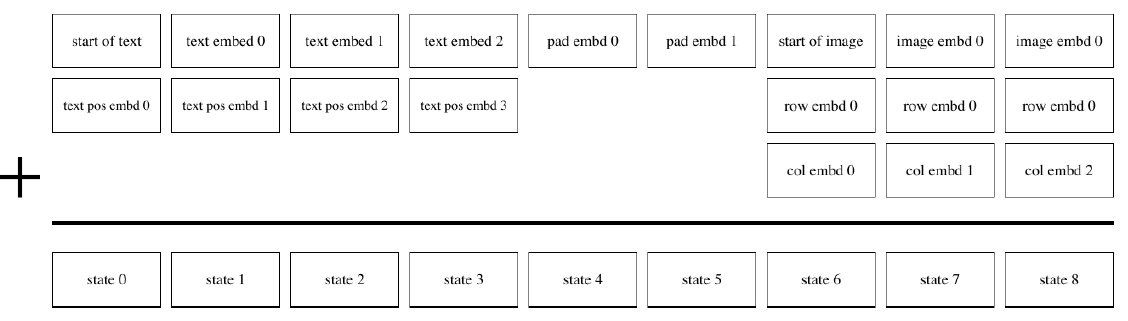 start of text text embed 0 text embed 1 text embed 2 pad embd 0 pad embd 1 start of image image embd 0 image embd 0
text pos embd 0 text pos embd 1 text pos embd 2 text pos embd 3 row embd 0 row embd 0 row embd 0
+ col embd 0 col embd 1 col embd 2
state 0 state 1 state 2 state 3 state 4 state 5 state 6 state 7 state 8